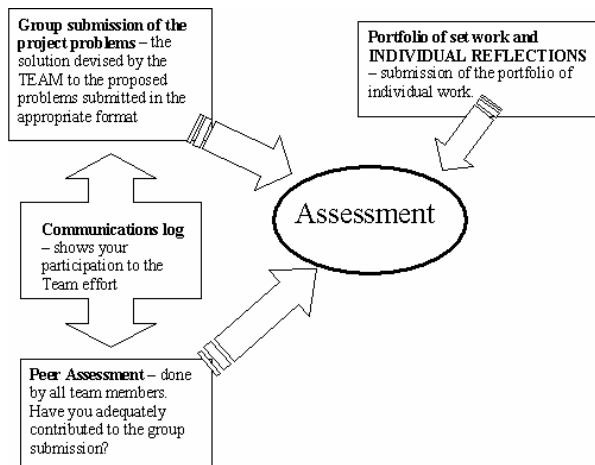 Group submission of the
project problems – the
solution devised by the
TEAM to the proposed
problems submitted in the
appropriate format
Portfolio of set work and
INDIVIDUAL REFLECTIONS
– submission of the portfolio of
individual work.
Assessment
Communications log
– shows your
participation to the
Team effort
Peer Assessment – done
by all team members.
Have you adequately
contributed to the group
submission?